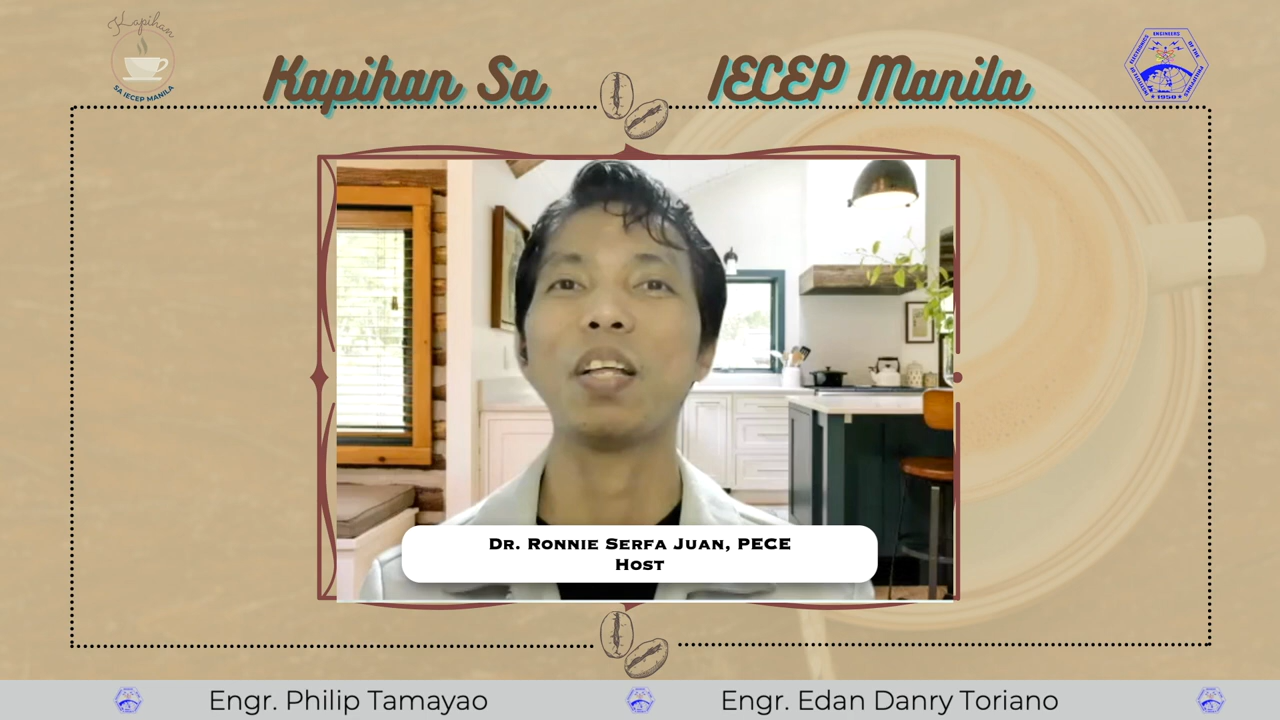 Kapihan
SA IECEP MANILA
Kapihan Sa IECEP Manila
1950
Dr. Ronnie Serfa Juan, PECE
Host
Engr. Philip Tamayao
Engr. Edan Danry Toriano